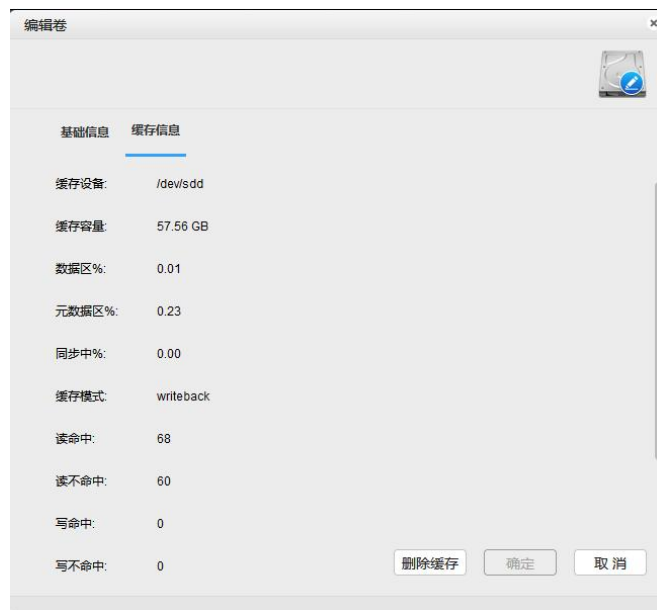 编辑卷
基础信息 缓存信息
缓存设备: /dev/sdd
缓存容量: 57.56 GB
数据区%: 0.01
元数据区%: 0.23
同步中%: 0.00
缓存模式: writeback
读命中: 68
读不命中: 60
写命中: 0
写不命中: 0
删除缓存 确定 取消